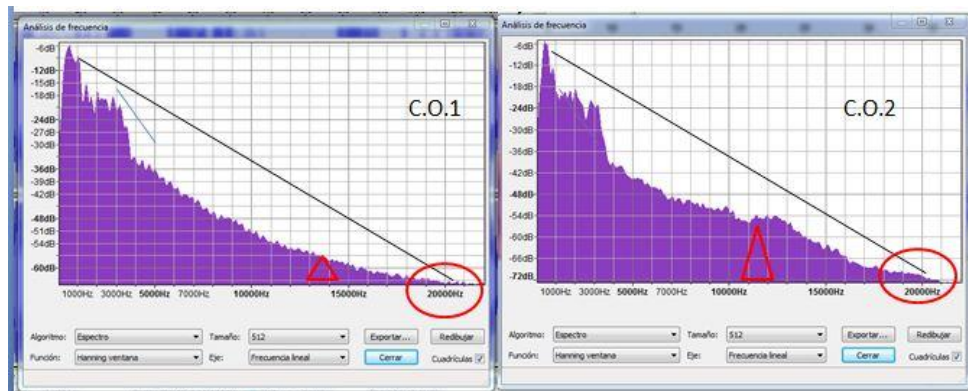 Análisis de frecuencia
-6dB
-12dB
-15dB
-18dB
-24dB
-27dB
-30dB
-36dB
-39dB
-42dB
-48dB
-51dB
-54dB
-60dB
C.O.1
1000Hz 3000Hz 5000Hz 7000Hz 10000Hz 15000Hz 20000Hz
Algoritmo: Espectro Tamaño: 512 Exportar... Redibujar
Función: Hanning ventana Eje: Frecuencia lineal Cerrar Cuadrículas
Análisis de frecuencia
-6dB
-12dB
-18dB
-24dB
-30dB
-36dB
-42dB
-48dB
-54dB
-60dB
-66dB
-72dB
C.O.2
1000Hz 3000Hz 5000Hz 7000Hz 10000Hz 15000Hz 20000Hz
Algoritmo: Espectro Tamaño: 512 Exportar... Redibujar
Función: Hanning ventana Eje: Frecuencia lineal Cerrar Cuadrículas